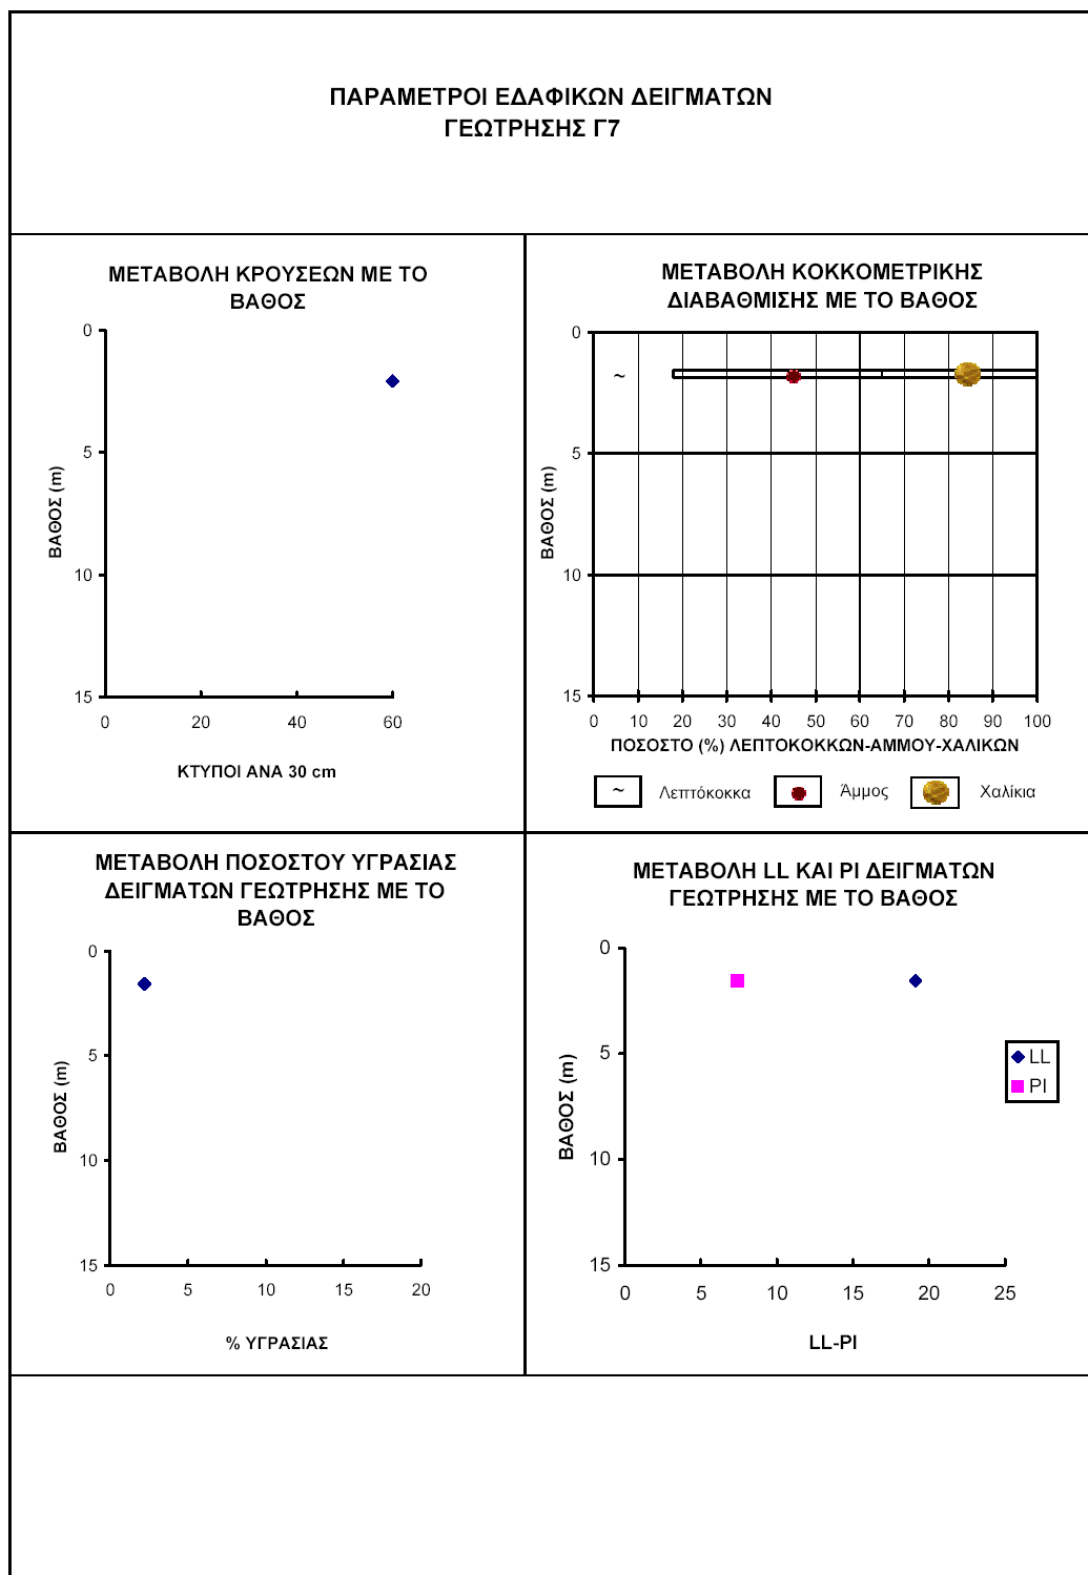 ΠΑΡΑΜΕΤΡΟΙ ΕΔΑΦΙΚΩΝ ΔΕΙΓΜΑΤΩΝ
ΓΕΩΤΡΗΣΗΣ Γ7
ΜΕΤΑΒΟΛΗ ΚΡΟΥΣΕΩΝ ΜΕ ΤΟ
ΒΑΘΟΣ
0
5
10
15
ΒΑΘΟΣ (m)
0 20 40 60
ΚΤΥΠΟΙ ΑΝΑ 30 cm
ΜΕΤΑΒΟΛΗ ΚΟΚΚΟΜΕΤΡΙΚΗΣ
ΔΙΑΒΑΘΜΙΣΗΣ ΜΕ ΤΟ ΒΑΘΟΣ
0
~
5
10
15
ΒΑΘΟΣ (m)
0 10 20 30 40 50 60 70 80 90 100
ΠΟΣΟΣΤΟ (%) ΛΕΠΤΟΚΟΚΚΩΝ-ΑΜΜΟΥ-ΧΑΛΙΚΩΝ
~ Λεπτόκοκκα Άμμος Χαλίκια
ΜΕΤΑΒΟΛΗ ΠΟΣΟΣΤΟΥ ΥΓΡΑΣΙΑΣ
ΔΕΙΓΜΑΤΩΝ ΓΕΩΤΡΗΣΗΣ ΜΕ ΤΟ
ΒΑΘΟΣ
0
5
10
15
ΒΑΘΟΣ (m)
0 5 10 15 20
% ΥΓΡΑΣΙΑΣ
ΜΕΤΑΒΟΛΗ LL ΚΑΙ PI ΔΕΙΓΜΑΤΩΝ
ΓΕΩΤΡΗΣΗΣ ΜΕ ΤΟ ΒΑΘΟΣ
0
5
10
15
ΒΑΘΟΣ (m)
0 5 10 15 20 25
LL-PI
LL
PI